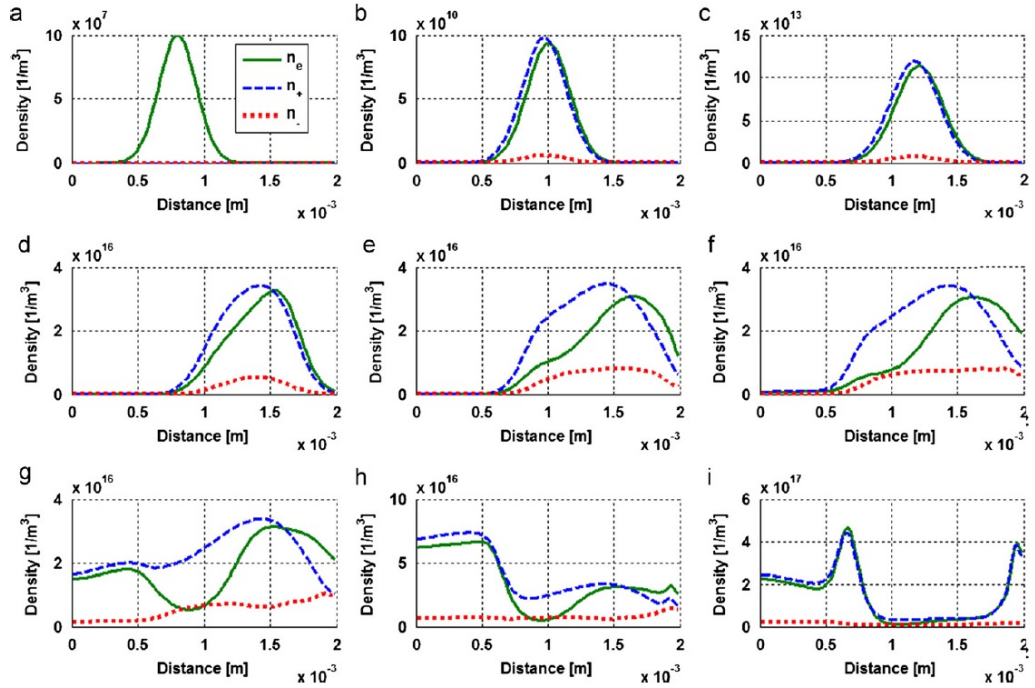 a
x 10^7
Density [1/m^3]
10
5
0
0 0.5 1 1.5 2
Distance [m]
x 10^-3
n_e
n_+
n_-
b
x 10^10
Density [1/m^3]
10
5
0
0 0.5 1 1.5 2
Distance [m]
x 10^-3
c
x 10^13
Density [1/m^3]
15
10
5
0
0 0.5 1 1.5 2
Distance [m]
x 10^-3
d
x 10^16
Density [1/m^3]
4
2
0
0 0.5 1 1.5 2
Distance [m]
x 10^-3
e
x 10^16
Density [1/m^3]
4
2
0
0 0.5 1 1.5 2
Distance [m]
x 10^-3
f
x 10^16
Density [1/m^3]
4
2
0
0 0.5 1 1.5 2
Distance [m]
x 10^-3
g
x 10^16
Density [1/m^3]
4
2
0
0 0.5 1 1.5 2
Distance [m]
x 10^-3
h
x 10^16
Density [1/m^3]
10
5
0
0 0.5 1 1.5 2
Distance [m]
x 10^-3
i
x 10^17
Density [1/m^3]
6
4
2
0
0 0.5 1 1.5 2
Distance [m]
x 10^-3